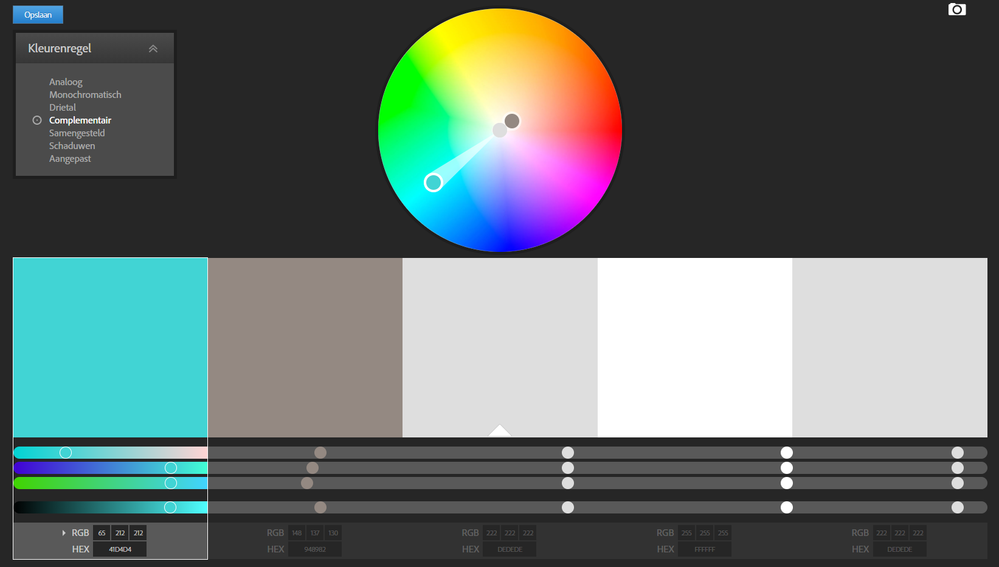 Opslaan
Kleurenregel
Analoog
Monochromatisch
Drietal
Complementair
Samengesteld
Schaduwen
Aangepast
RGB 65 212 212 RGB 148 137 130 RGB 222 222 222 RGB 255 255 255 RGB 222 222 222
HEX 41D4D4 HEX 948982 HEX DEDEDE HEX FFFFFF HEX DEDEDE